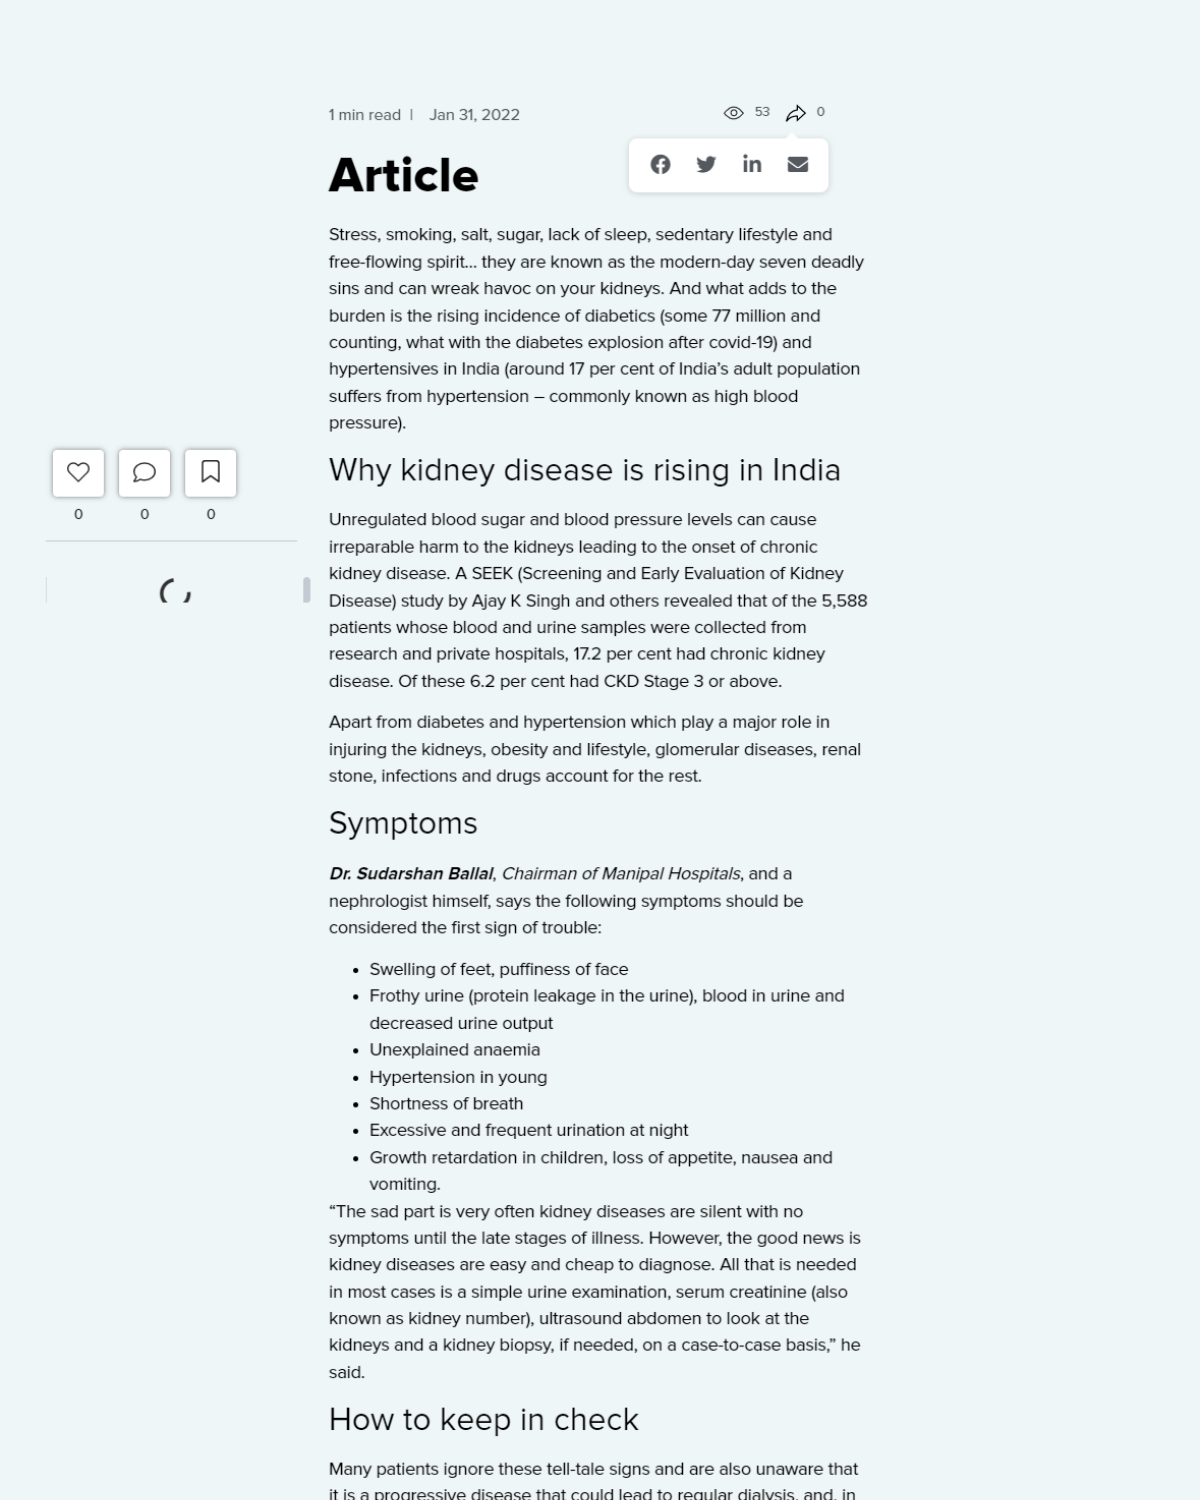 1 min read | Jan 31, 2022
53
0
Article
Stress, smoking, salt, sugar, lack of sleep, sedentary lifestyle and
free-flowing spirit... they are known as the modern-day seven deadly
sins and can wreak havoc on your kidneys. And what adds to the
burden is the rising incidence of diabetics (some 77 million and
counting, what with the diabetes explosion after covid-19) and
hypertensives in India (around 17 per cent of India’s adult population
suffers from hypertension – commonly known as high blood
pressure).
0
0
0
Why kidney disease is rising in India
Unregulated blood sugar and blood pressure levels can cause
irreparable harm to the kidneys leading to the onset of chronic
kidney disease. A SEEK (Screening and Early Evaluation of Kidney
Disease) study by Ajay K Singh and others revealed that of the 5,588
patients whose blood and urine samples were collected from
research and private hospitals, 17.2 per cent had chronic kidney
disease. Of these 6.2 per cent had CKD Stage 3 or above.
Apart from diabetes and hypertension which play a major role in
injuring the kidneys, obesity and lifestyle, glomerular diseases, renal
stone, infections and drugs account for the rest.
Symptoms
Dr. Sudarshan Ballal, Chairman of Manipal Hospitals, and a
nephrologist himself, says the following symptoms should be
considered the first sign of trouble:
• Swelling of feet, puffiness of face
• Frothy urine (protein leakage in the urine), blood in urine and
decreased urine output
• Unexplained anaemia
• Hypertension in young
• Shortness of breath
• Excessive and frequent urination at night
• Growth retardation in children, loss of appetite, nausea and
vomiting.
“The sad part is very often kidney diseases are silent with no
symptoms until the late stages of illness. However, the good news is
kidney diseases are easy and cheap to diagnose. All that is needed
in most cases is a simple urine examination, serum creatinine (also
known as kidney number), ultrasound abdomen to look at the
kidneys and a kidney biopsy, if needed, on a case-to-case basis,” he
said.
How to keep in check
Many patients ignore these tell-tale signs and are also unaware that
it is a progressive disease that could lead to regular dialysis, and, in